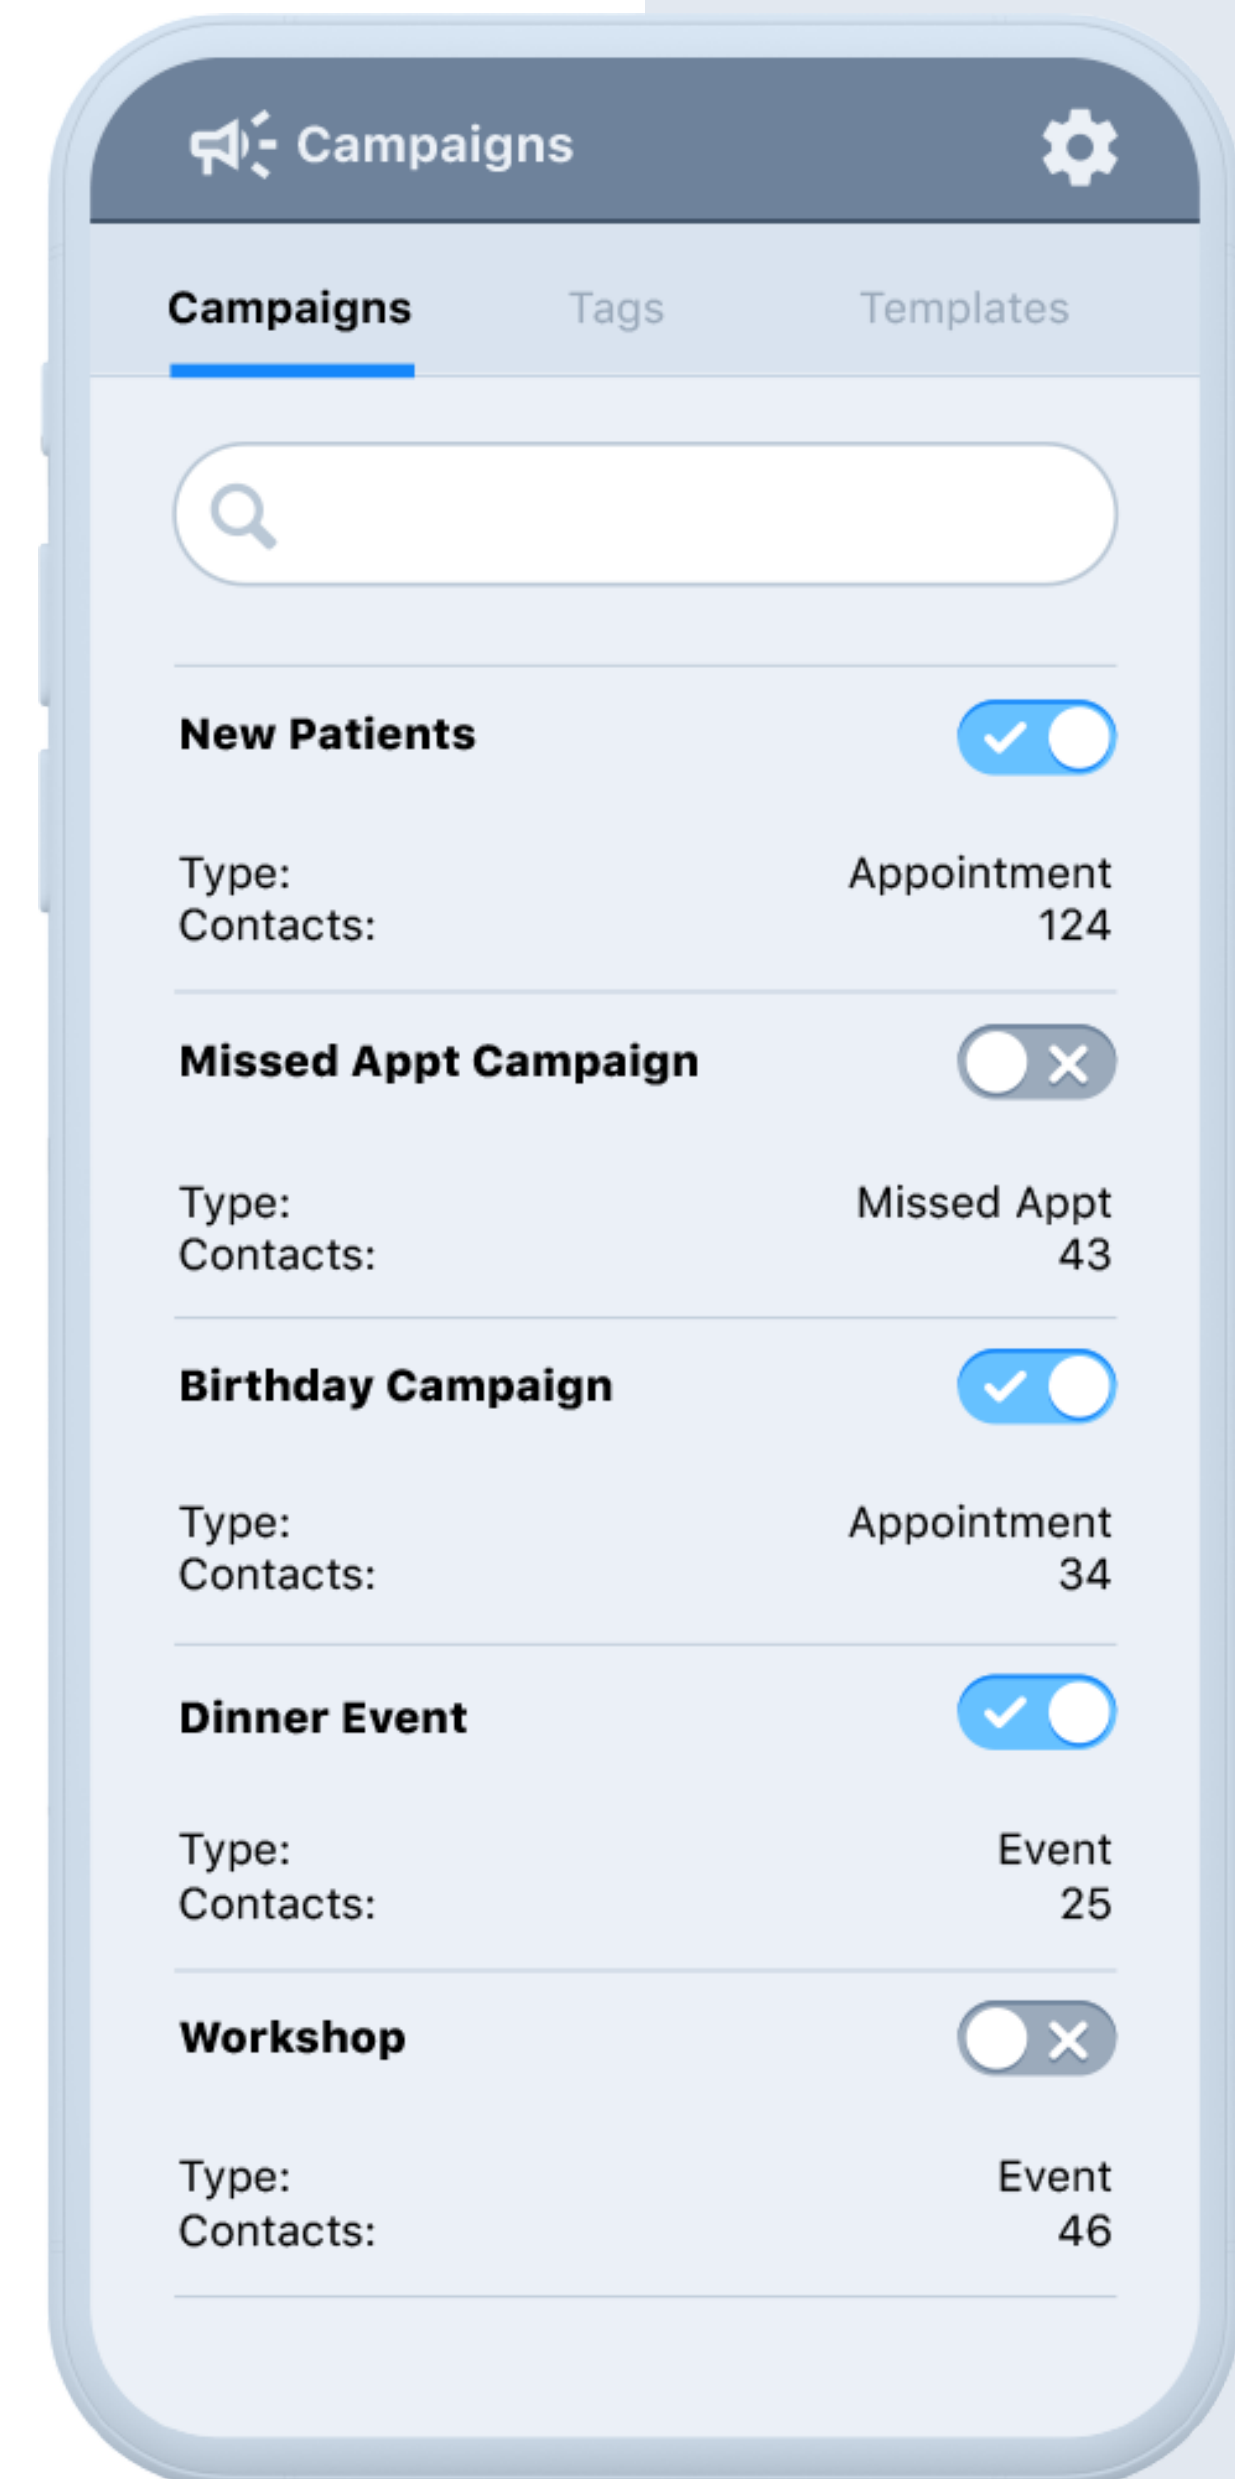 Campaigns
Campaigns Tags Templates
New Patients
Type: Appointment
Contacts: 124
Missed Appt Campaign
Type: Missed Appt
Contacts: 43
Birthday Campaign
Type: Appointment
Contacts: 34
Dinner Event
Type: Event
Contacts: 25
Workshop
Type: Event
Contacts: 46